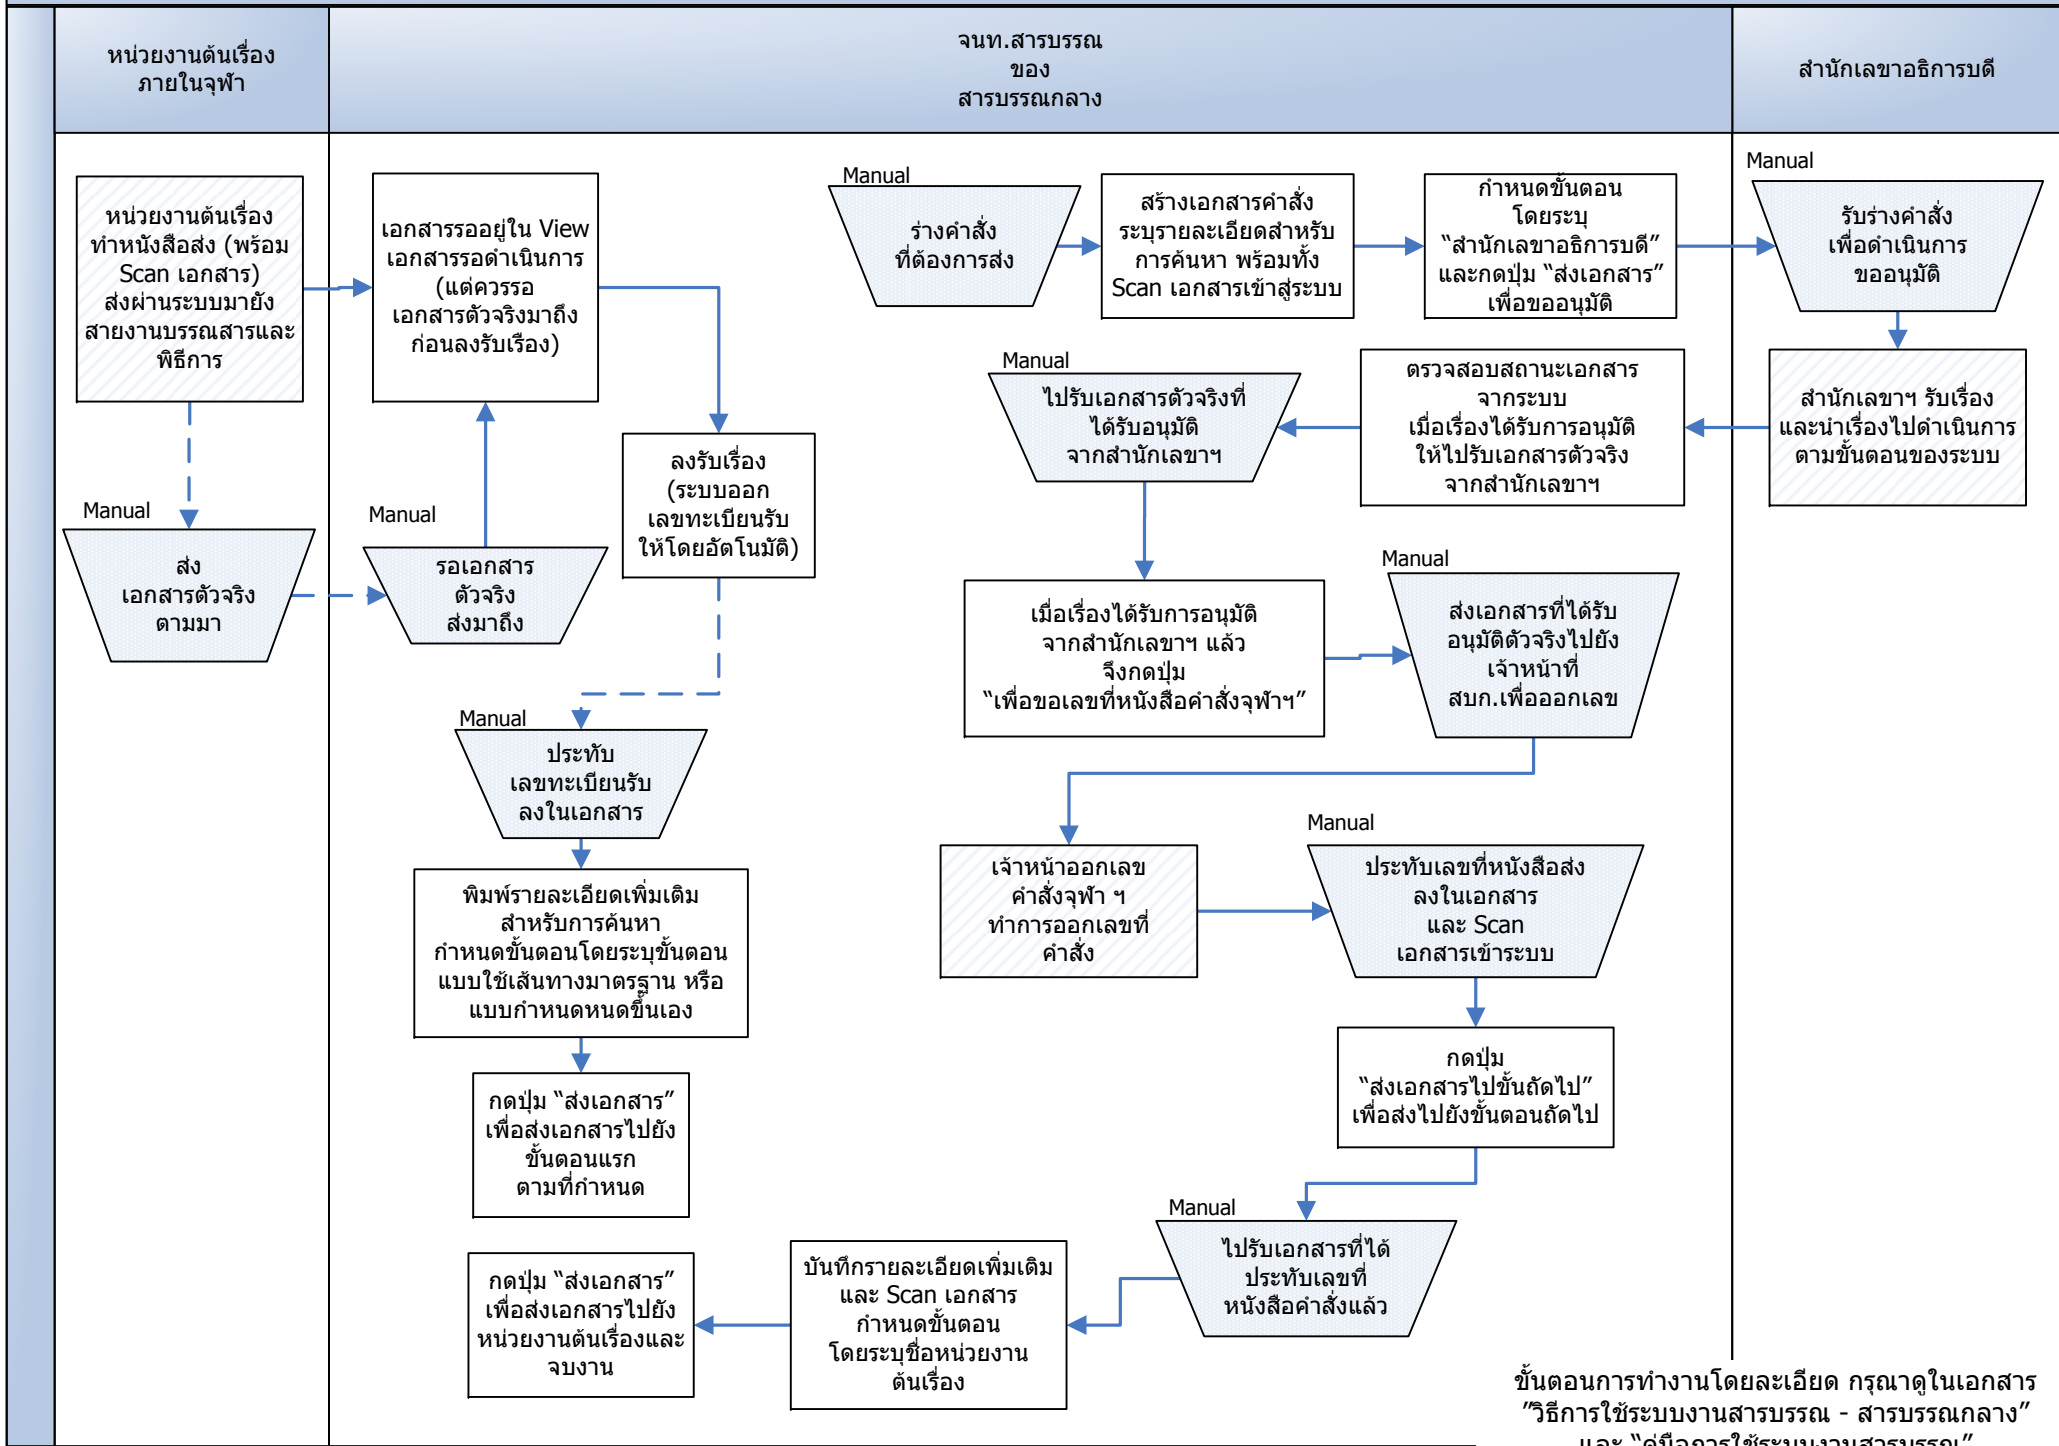 หน่วยงานต้นเรื่อง
ภายในจุฬา
จนท.สารบรรณ
ของ
สารบรรณกลาง
สำนักเลขาอธิการบดี
หน่วยงานต้นเรื่อง
ทำหนังสือส่ง (พร้อม
Scan เอกสาร)
ส่งผ่านระบบมายัง
สายงานบรรณสารและ
พิธีการ
Manual
ส่ง
เอกสารตัวจริง
ตามมา
เอกสารรออยู่ใน View
เอกสารรอดำเนินการ
(แต่ควรรอ
เอกสารตัวจริงมาถึง
ก่อนลงรับเรื่อง)
Manual
รอเอกสาร
ตัวจริง
ส่งมาถึง
ลงรับเรื่อง
(ระบบออก
เลขทะเบียนรับ
ให้โดยอัตโนมัติ)
Manual
ประทับ
เลขทะเบียนรับ
ลงในเอกสาร
พิมพ์รายละเอียดเพิ่มเติม
สำหรับการค้นหา
กำหนดขั้นตอนโดยระบุขั้นตอน
แบบใช้เส้นทางมาตรฐาน หรือ
แบบกำหนดหนดขึ้นเอง
กดปุ่ม “ส่งเอกสาร”
เพื่อส่งเอกสารไปยัง
ขั้นตอนแรก
ตามที่กำหนด
Manual
ร่างคำสั่ง
ที่ต้องการส่ง
สร้างเอกสารคำสั่ง
ระบุรายละเอียดสำหรับ
การค้นหา พร้อมทั้ง
Scan เอกสารเข้าสู่ระบบ
กำหนดขั้นตอน
โดยระบุ
“สำนักเลขาอธิการบดี”
และกดปุ่ม “ส่งเอกสาร”
เพื่อขออนุมัติ
Manual
รับร่างคำสั่ง
เพื่อดำเนินการ
ขออนุมัติ
สำนักเลขาฯ รับเรื่อง
และนำเรื่องไปดำเนินการ
ตามขั้นตอนของระบบ
ตรวจสอบสถานะเอกสาร
จากระบบ
เมื่อเรื่องได้รับการอนุมัติ
ให้ไปรับเอกสารตัวจริง
จากสำนักเลขาฯ
Manual
ไปรับเอกสารตัวจริงที่
ได้รับอนุมัติ
จากสำนักเลขาฯ
เมื่อเรื่องได้รับการอนุมัติ
จากสำนักเลขาฯ แล้ว
จึงกดปุ่ม
“เพื่อขอเลขที่หนังสือคำสั่งจุฬาฯ”
Manual
ส่งเอกสารที่ได้รับ
อนุมัติตัวจริงไปยัง
เจ้าหน้าที่
สบก.เพื่อออกเลข
เจ้าหน้าออกเลข
คำสั่งจุฬา ฯ
ทำการออกเลขที่
คำสั่ง
Manual
ประทับเลขที่หนังสือส่ง
ลงในเอกสาร
และ Scan
เอกสารเข้าระบบ
กดปุ่ม
“ส่งเอกสารไปขั้นถัดไป”
เพื่อส่งไปยังขั้นตอนถัดไป
Manual
ไปรับเอกสารที่ได้
ประทับเลขที่
หนังสือคำสั่งแล้ว
บันทึกรายละเอียดเพิ่มเติม
และ Scan เอกสาร
กำหนดขั้นตอน
โดยระบุชื่อหน่วยงาน
ต้นเรื่อง
กดปุ่ม “ส่งเอกสาร”
เพื่อส่งเอกสารไปยัง
หน่วยงานต้นเรื่องและ
จบงาน
ขั้นตอนการทำงานโดยละเอียด กรุณาดูในเอกสาร
”วิธีการใช้ระบบงานสารบรรณ - สารบรรณกลาง”
และ “คู่มือการใช้ระบบงานสารบรรณ”